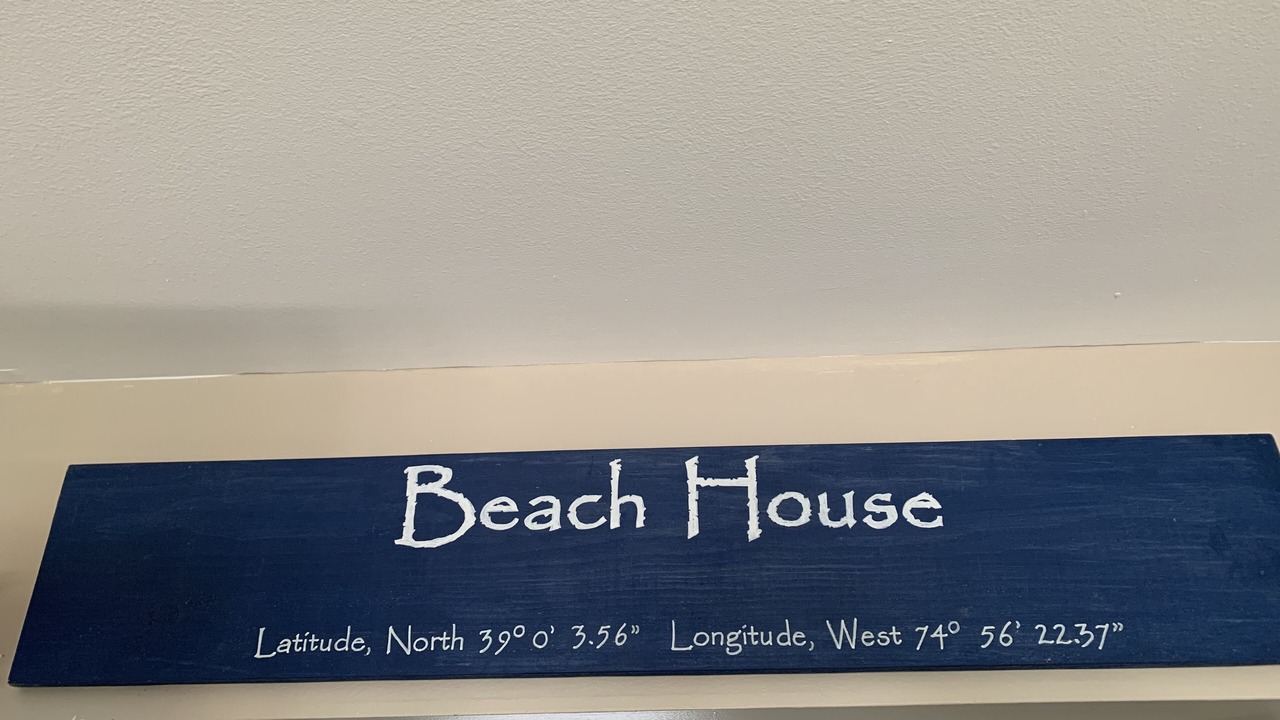 Beach House
Latitude, North 39° 0' 3.56” Longitude, West 74° 56' 22.37”